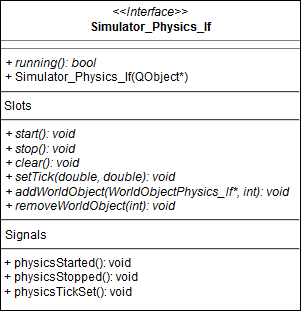 <<Interface>>
Simulator_Physics_If
+ running(): bool
+ Simulator_Physics_If(QObject*)
Slots
+ start(): void
+ stop(): void
+ clear(): void
+ setTick(double, double): void
+ addWorldObject(WorldObjectPhysics_If*, int): void
+ removeWorldObject(int): void
Signals
+ physicsStarted(): void
+ physicsStopped(): void
+ physicsTickSet(): void